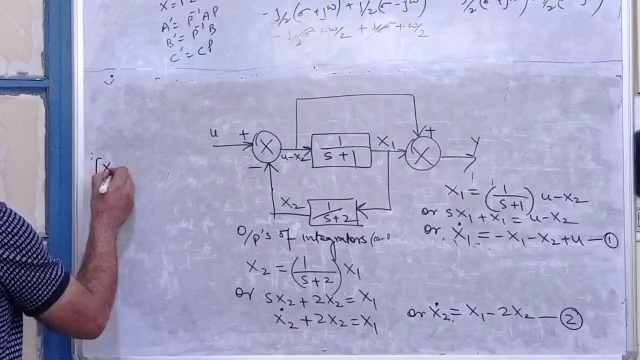 A' = P⁻¹AP
B' = P⁻¹B
C' = CP
u + u-x₂ 1/(s+1) x₁ + y
-
x₂ 1/(s+2)
x₁ = (1/(s+1)) u-x₂
or sx₁+x₁ = u-x₂
or ẋ₁ = -x₁-x₂+u — ①
O/p's of integrators
x₂ = (1/(s+2)) x₁
or sx₂+2x₂ = x₁
ẋ₂+2x₂ = x₁
or ẋ₂ = x₁-2x₂ — ②